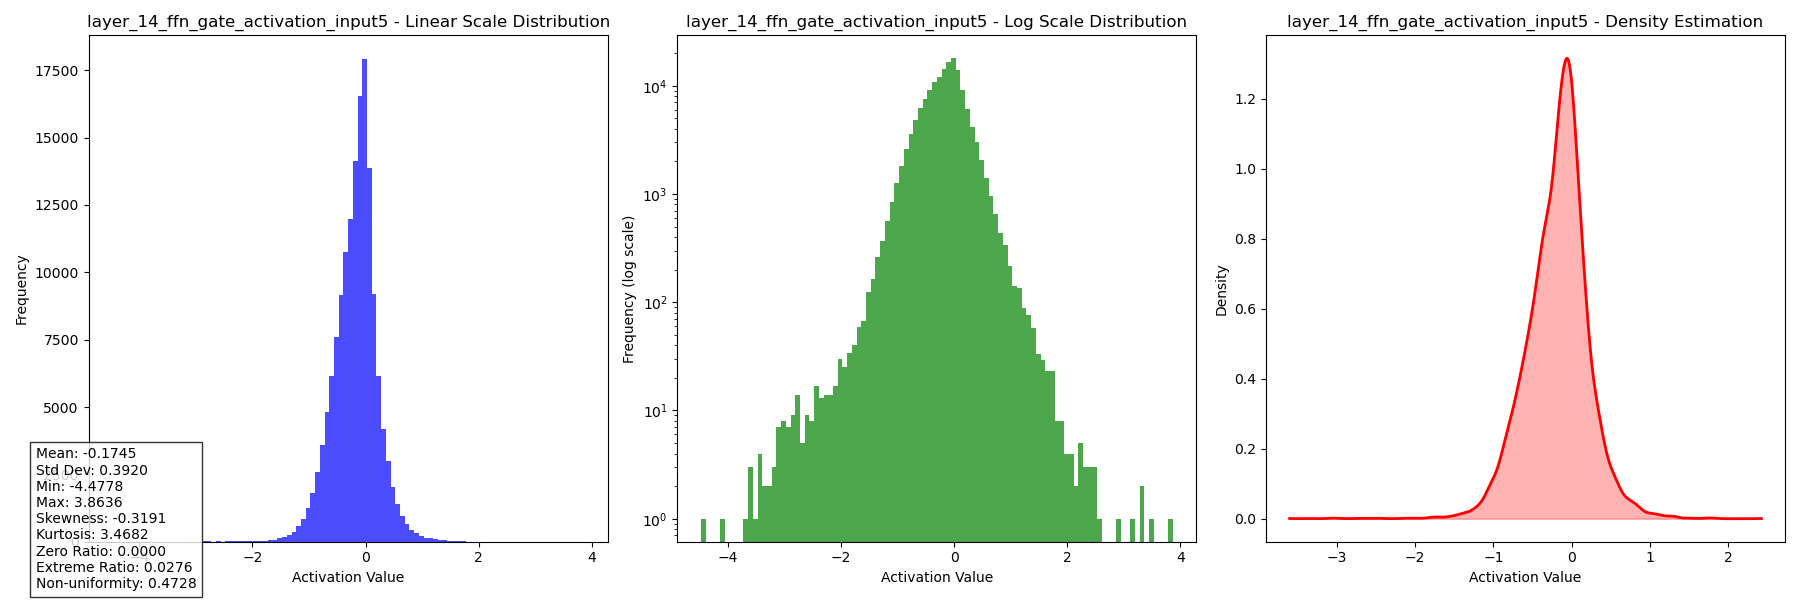 layer_14_ffn_gate_activation_input5 - Linear Scale Distribution
17500
15000
12500
10000
7500
5000
2500
0
Frequency
−4
−2
0
2
4
Activation Value
Mean: -0.1745
Std Dev: 0.3920
Min: -4.4778
Max: 3.8636
Skewness: -0.3191
Kurtosis: 3.4682
Zero Ratio: 0.0000
Extreme Ratio: 0.0276
Non-uniformity: 0.4728
layer_14_ffn_gate_activation_input5 - Log Scale Distribution
10⁴
10³
10²
10¹
10⁰
Frequency (log scale)
−4
−2
0
2
4
Activation Value
layer_14_ffn_gate_activation_input5 - Density Estimation
1.2
1.0
0.8
0.6
0.4
0.2
0.0
Density
−3
−2
−1
0
1
2
Activation Value